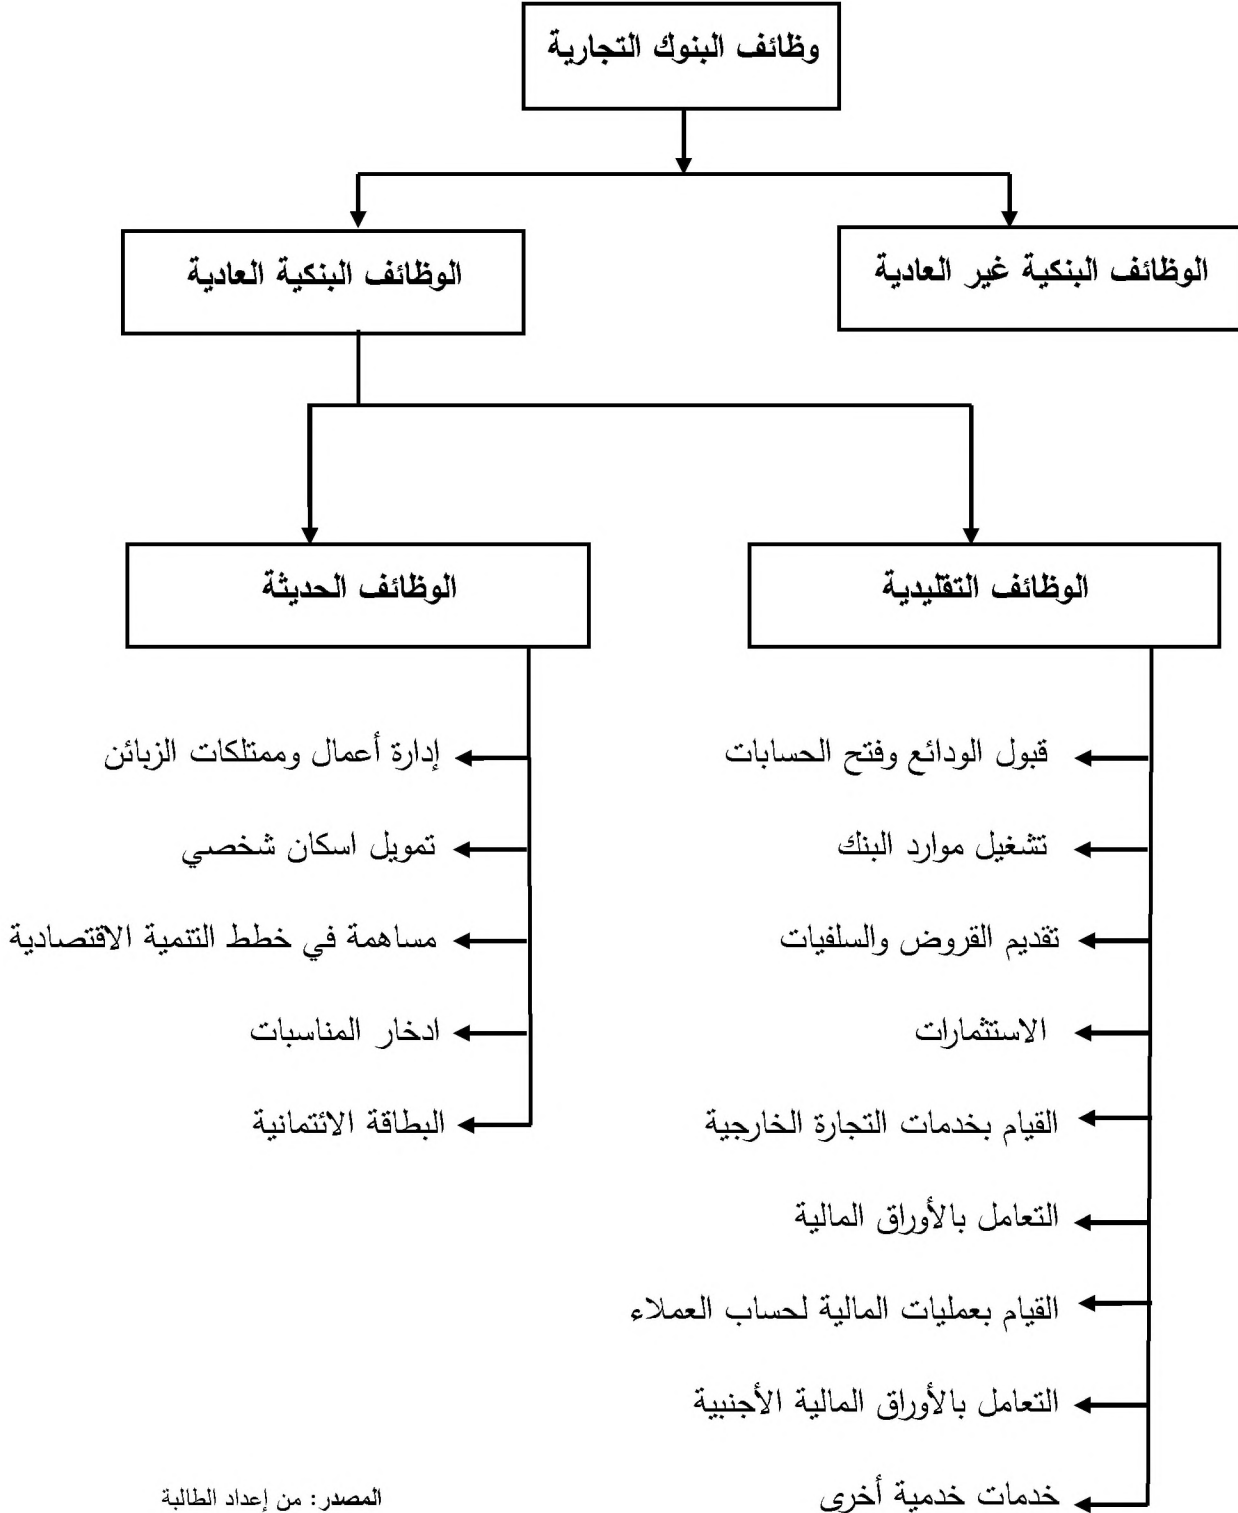 وظائف البنوك التجارية
الوظائف البنكية غير العادية
الوظائف البنكية العادية
الوظائف التقليدية
الوظائف الحديثة
قبول الودائع وفتح الحسابات
تشغيل موارد البنك
تقديم القروض والسلفيات
الاستثمارات
القيام بخدمات التجارة الخارجية
التعامل بالأوراق المالية
القيام بعمليات المالية لحساب العملاء
التعامل بالأوراق المالية الأجنبية
خدمات خدمية أخرى
إدارة أعمال وممتلكات الزبائن
تمويل اسكان شخصي
مساهمة في خطط التنمية الاقتصادية
ادخار المناسبات
البطاقة الائتمانية
المصدر: من إعداد الطالبة